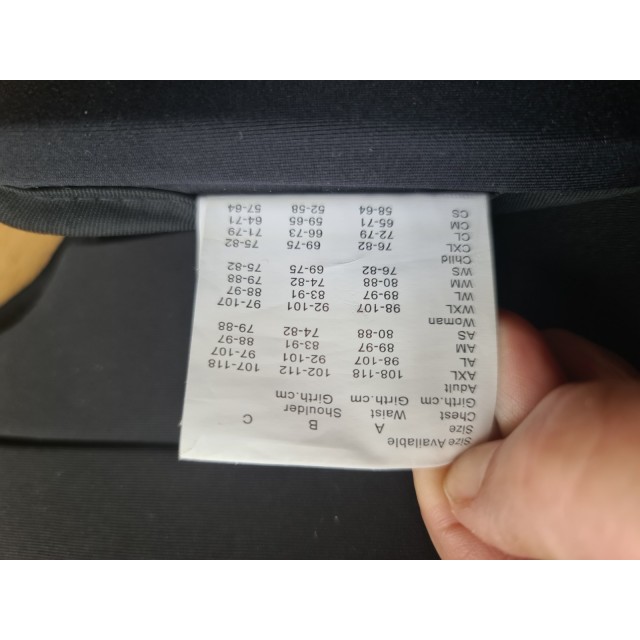 Size Available
Size A B C
Chest Waist Shoulder
Girth.cm Girth.cm Girth.cm
Adult
AXL 108-118 102-112 107-118
AL 98-107 92-101 97-107
AM 89-97 83-91 88-97
AS 80-88 74-82 79-88
Woman
WXL 98-107 92-101 97-107
WL 89-97 83-91 88-97
WM 80-88 74-82 79-88
WS 76-82 69-75 75-82
Child
CXL 76-82 69-75 75-82
CL 72-79 66-73 71-79
CM 65-71 59-65 64-71
CS 58-64 52-58 57-64